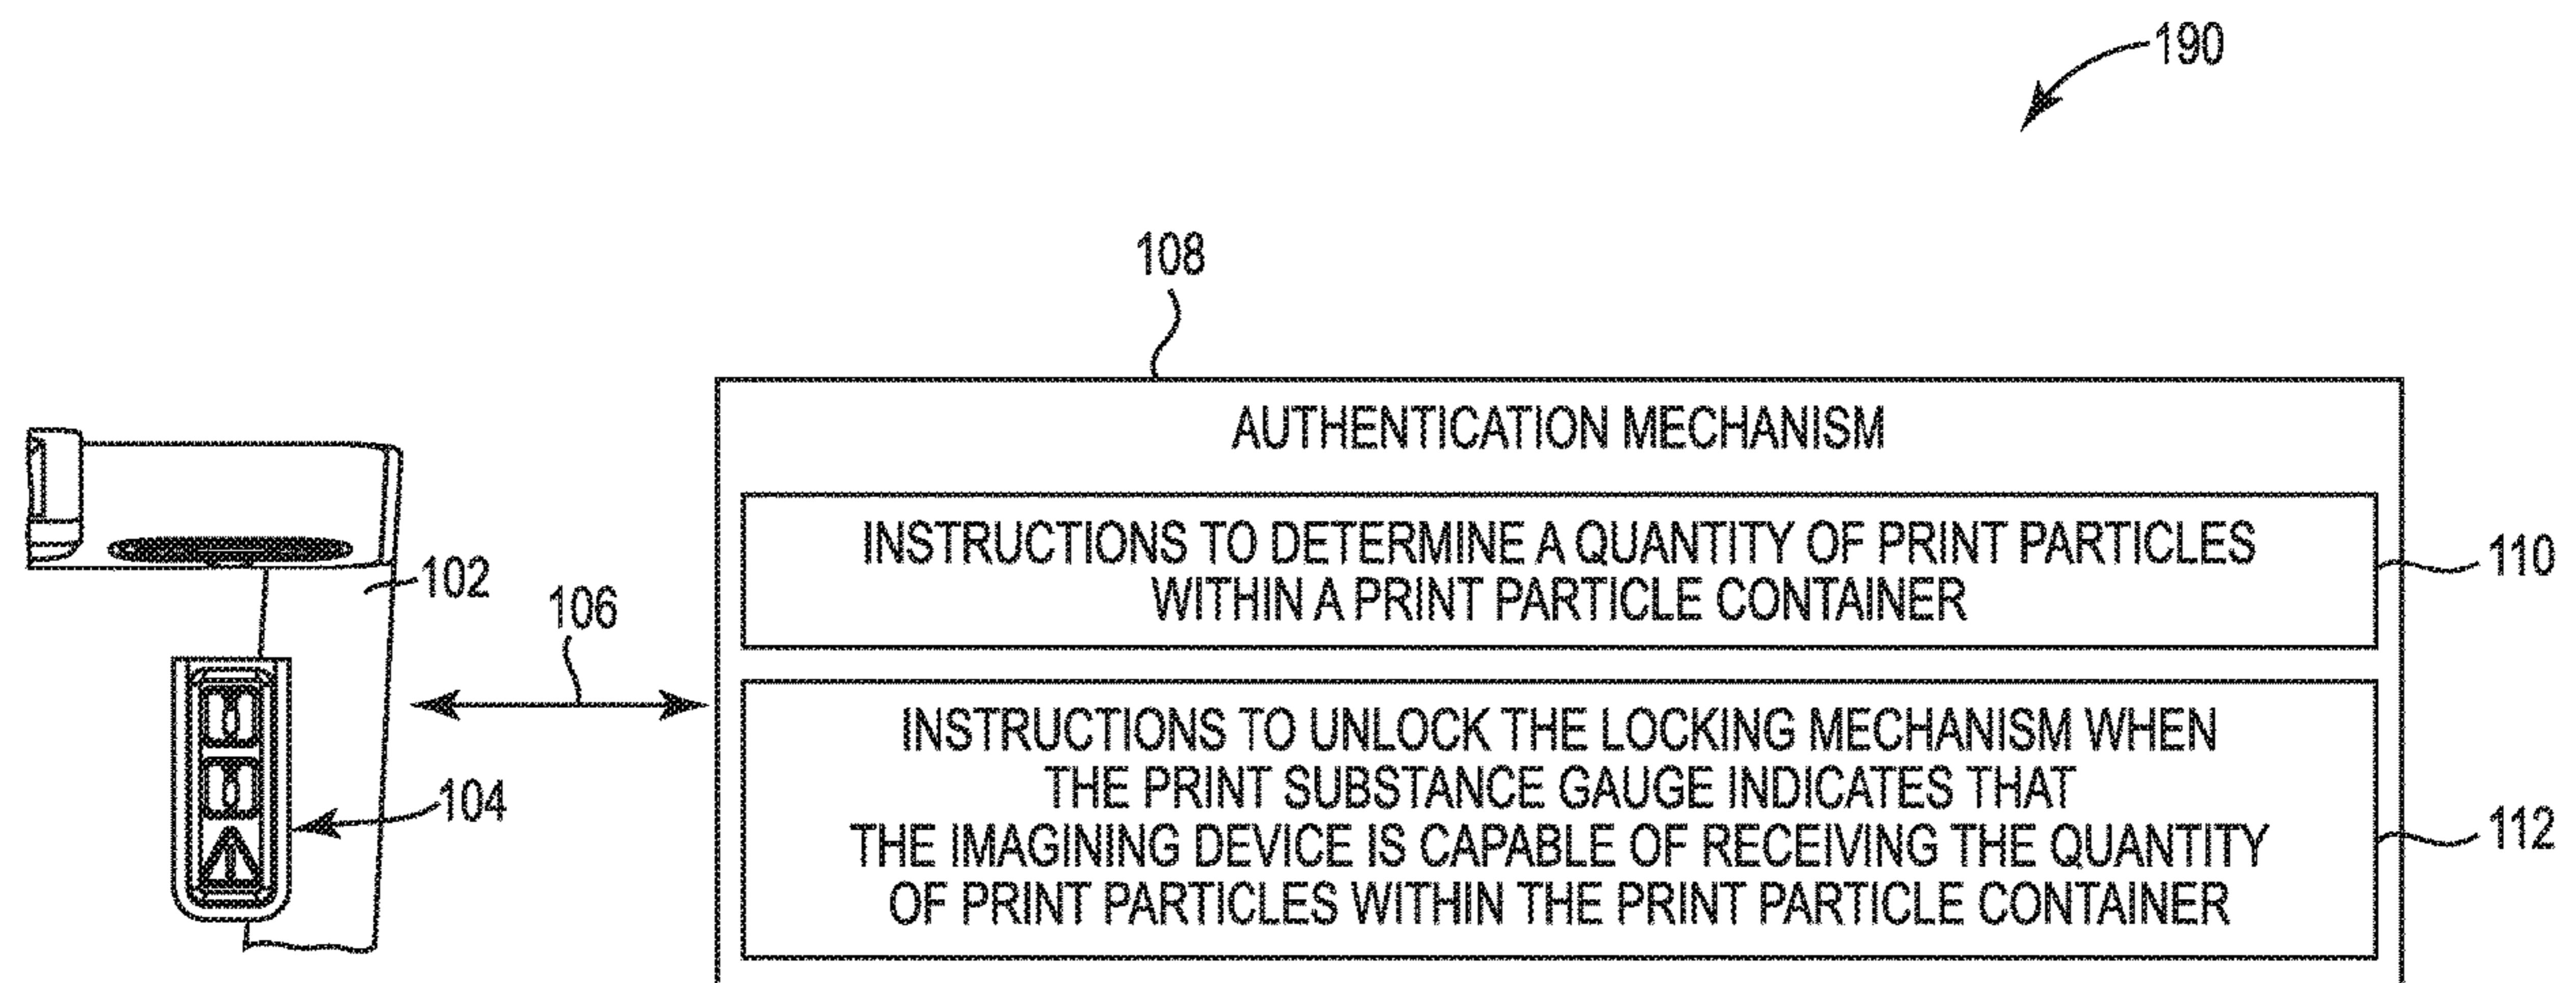 190
108
AUTHENTICATION MECHANISM
INSTRUCTIONS TO DETERMINE A QUANTITY OF PRINT PARTICLES
WITHIN A PRINT PARTICLE CONTAINER
110
102
106
INSTRUCTIONS TO UNLOCK THE LOCKING MECHANISM WHEN
THE PRINT SUBSTANCE GAUGE INDICATES THAT
THE IMAGINING DEVICE IS CAPABLE OF RECEIVING THE QUANTITY
OF PRINT PARTICLES WITHIN THE PRINT PARTICLE CONTAINER
104
112